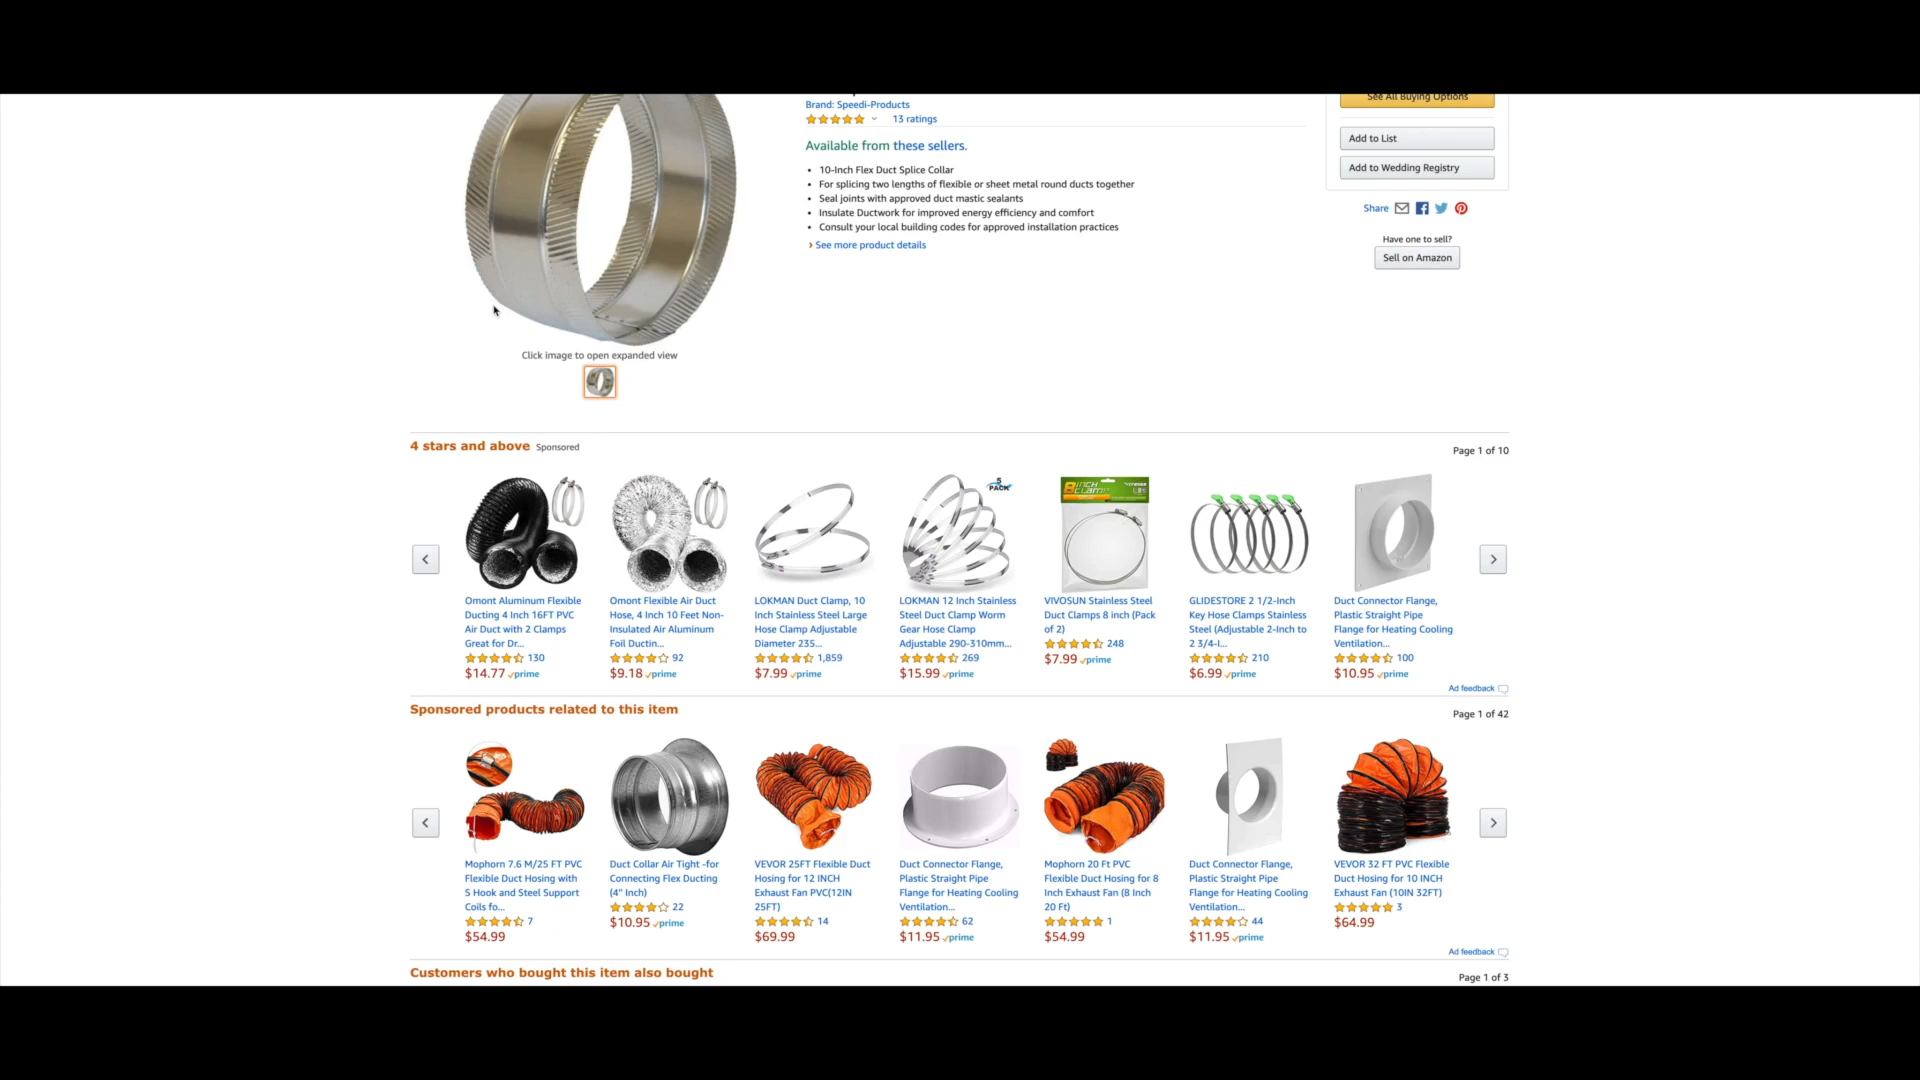 See All Buying Options
Brand: Speedi-Products
13 ratings
Add to List
Available from these sellers.
Add to Wedding Registry
10-Inch Flex Duct Splice Collar
For splicing two lengths of flexible or sheet metal round ducts together
Seal joints with approved duct mastic sealants
Insulate Ductwork for improved energy efficiency and comfort
Consult your local building codes for approved installation practices
› See more product details
Share
Have one to sell?
Sell on Amazon
Click image to open expanded view
4 stars and above Sponsored
Page 1 of 10
5
PACK
8 INCH
CLAMP
Omont Aluminum Flexible
Ducting 4 Inch 16FT PVC
Air Duct with 2 Clamps
Great for Dr...
130
$14.77 prime
Omont Flexible Air Duct
Hose, 4 Inch 10 Feet Non-
Insulated Air Aluminum
Foil Ductin...
92
$9.18 prime
LOKMAN Duct Clamp, 10
Inch Stainless Steel Large
Hose Clamp Adjustable
Diameter 235...
1,859
$7.99 prime
LOKMAN 12 Inch Stainless
Steel Duct Clamp Worm
Gear Hose Clamp
Adjustable 290-310mm...
269
$15.99 prime
VIVOSUN Stainless Steel
Duct Clamps 8 inch (Pack
of 2)
248
$7.99 prime
GLIDESTORE 2 1/2-Inch
Key Hose Clamps Stainless
Steel (Adjustable 2-Inch to
2 3/4-I...
210
$6.99 prime
Duct Connector Flange,
Plastic Straight Pipe
Flange for Heating Cooling
Ventilation...
100
$10.95 prime
Ad feedback
Sponsored products related to this item
Page 1 of 42
Mophorn 7.6 M/25 FT PVC
Flexible Duct Hosing with
S Hook and Steel Support
Coils fo...
7
$54.99
Duct Collar Air Tight -for
Connecting Flex Ducting
(4" Inch)
22
$10.95 prime
VEVOR 25FT Flexible Duct
Hosing for 12 INCH
Exhaust Fan PVC(12IN
25FT)
14
$69.99
Duct Connector Flange,
Plastic Straight Pipe
Flange for Heating Cooling
Ventilation...
62
$11.95 prime
Mophorn 20 Ft PVC
Flexible Duct Hosing for 8
Inch Exhaust Fan (8 Inch
20 Ft)
1
$54.99
Duct Connector Flange,
Plastic Straight Pipe
Flange for Heating Cooling
Ventilation...
44
$11.95 prime
VEVOR 32 FT PVC Flexible
Duct Hosing for 10 INCH
Exhaust Fan (10IN 32FT)
3
$64.99
Ad feedback
Customers who bought this item also bought
Page 1 of 3